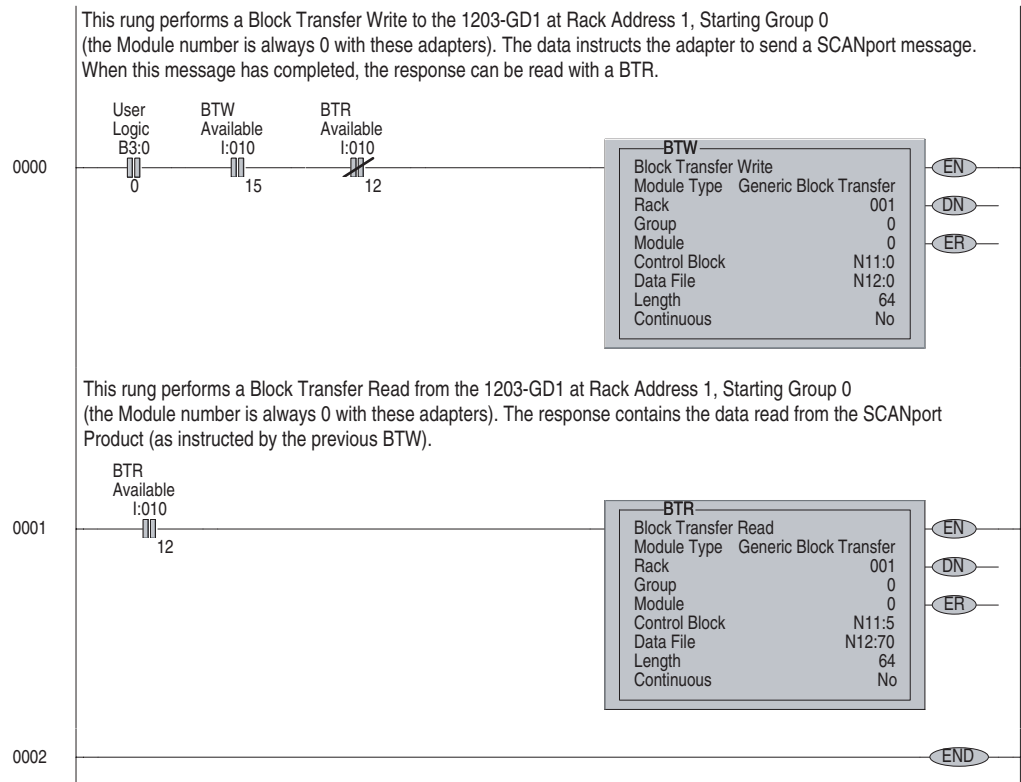 This rung performs a Block Transfer Write to the 1203-GD1 at Rack Address 1, Starting Group 0
(the Module number is always 0 with these adapters). The data instructs the adapter to send a SCANport message.
When this message has completed, the response can be read with a BTR.
User Logic B3:0 0
BTW Available I:010 15
BTR Available I:010 12
0000
BTW
Block Transfer Write
Module Type Generic Block Transfer
Rack 001
Group 0
Module 0
Control Block N11:0
Data File N12:0
Length 64
Continuous No
EN
DN
ER
This rung performs a Block Transfer Read from the 1203-GD1 at Rack Address 1, Starting Group 0
(the Module number is always 0 with these adapters). The response contains the data read from the SCANport
Product (as instructed by the previous BTW).
BTR
Available
I:010
12
0001
BTR
Block Transfer Read
Module Type Generic Block Transfer
Rack 001
Group 0
Module 0
Control Block N11:5
Data File N12:70
Length 64
Continuous No
EN
DN
ER
0002
END